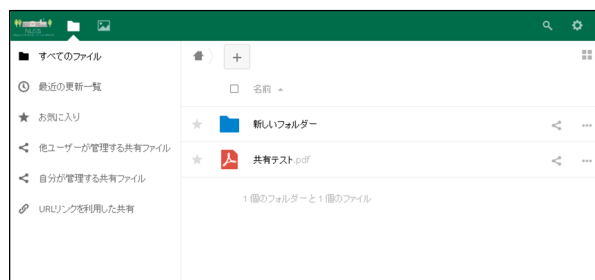 NUIS
すべてのファイル
最近の更新一覧
お気に入り
他ユーザーが管理する共有ファイル
自分が管理する共有ファイル
URLリンクを利用した共有
名前
新しいフォルダー
共有テスト.pdf
1 個のフォルダーと 1 個のファイル